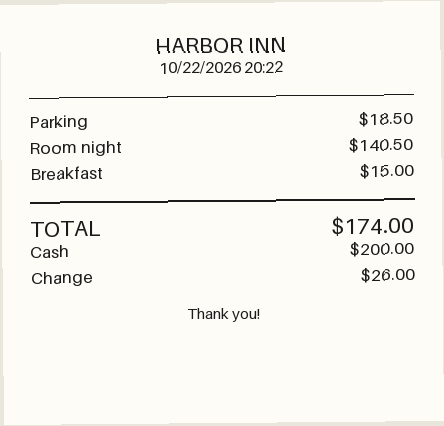 HARBOR INN
10/22/2026 20:22
Parking $18.50
Room night $140.50
Breakfast $15.00
TOTAL $174.00
Cash $200.00
Change $26.00
Thank you!